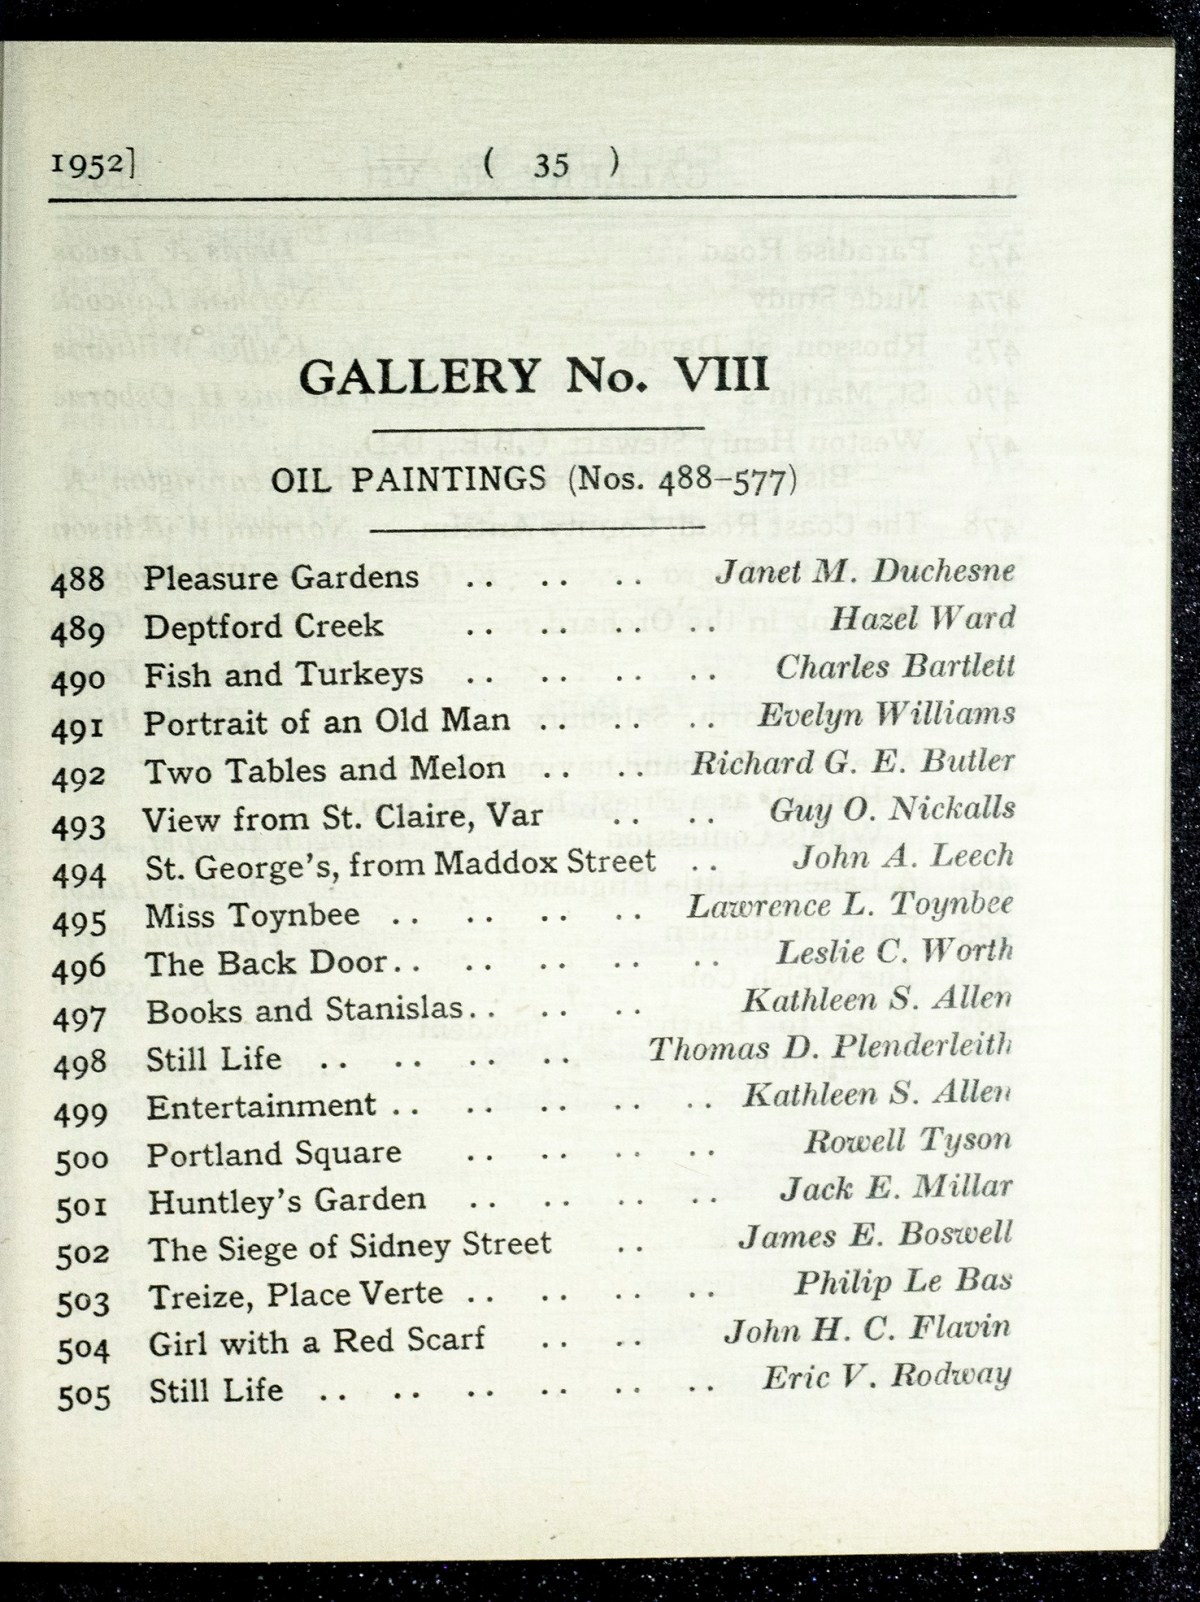 1952] ( 35 )
GALLERY No. VIII
OIL PAINTINGS (Nos. 488–577)
488 Pleasure Gardens .. .. .. Janet M. Duchesne
489 Deptford Creek .. .. .. .. Hazel Ward
490 Fish and Turkeys .. .. .. .. Charles Bartlett
491 Portrait of an Old Man .. .. .. Evelyn Williams
492 Two Tables and Melon .. .. Richard G. E. Butler
493 View from St. Claire, Var .. .. Guy O. Nickalls
494 St. George's, from Maddox Street .. John A. Leech
495 Miss Toynbee .. .. .. .. Lawrence L. Toynbee
496 The Back Door.. .. .. .. .. Leslie C. Worth
497 Books and Stanislas.. .. .. Kathleen S. Allen
498 Still Life .. .. .. .. Thomas D. Plenderleith
499 Entertainment .. .. .. .. .. Kathleen S. Allen
500 Portland Square .. .. .. .. Rowell Tyson
501 Huntley's Garden .. .. .. .. Jack E. Millar
502 The Siege of Sidney Street .. James E. Boswell
503 Treize, Place Verte .. .. .. .. Philip Le Bas
504 Girl with a Red Scarf .. .. John H. C. Flavin
505 Still Life .. .. .. .. .. .. Eric V. Rodway